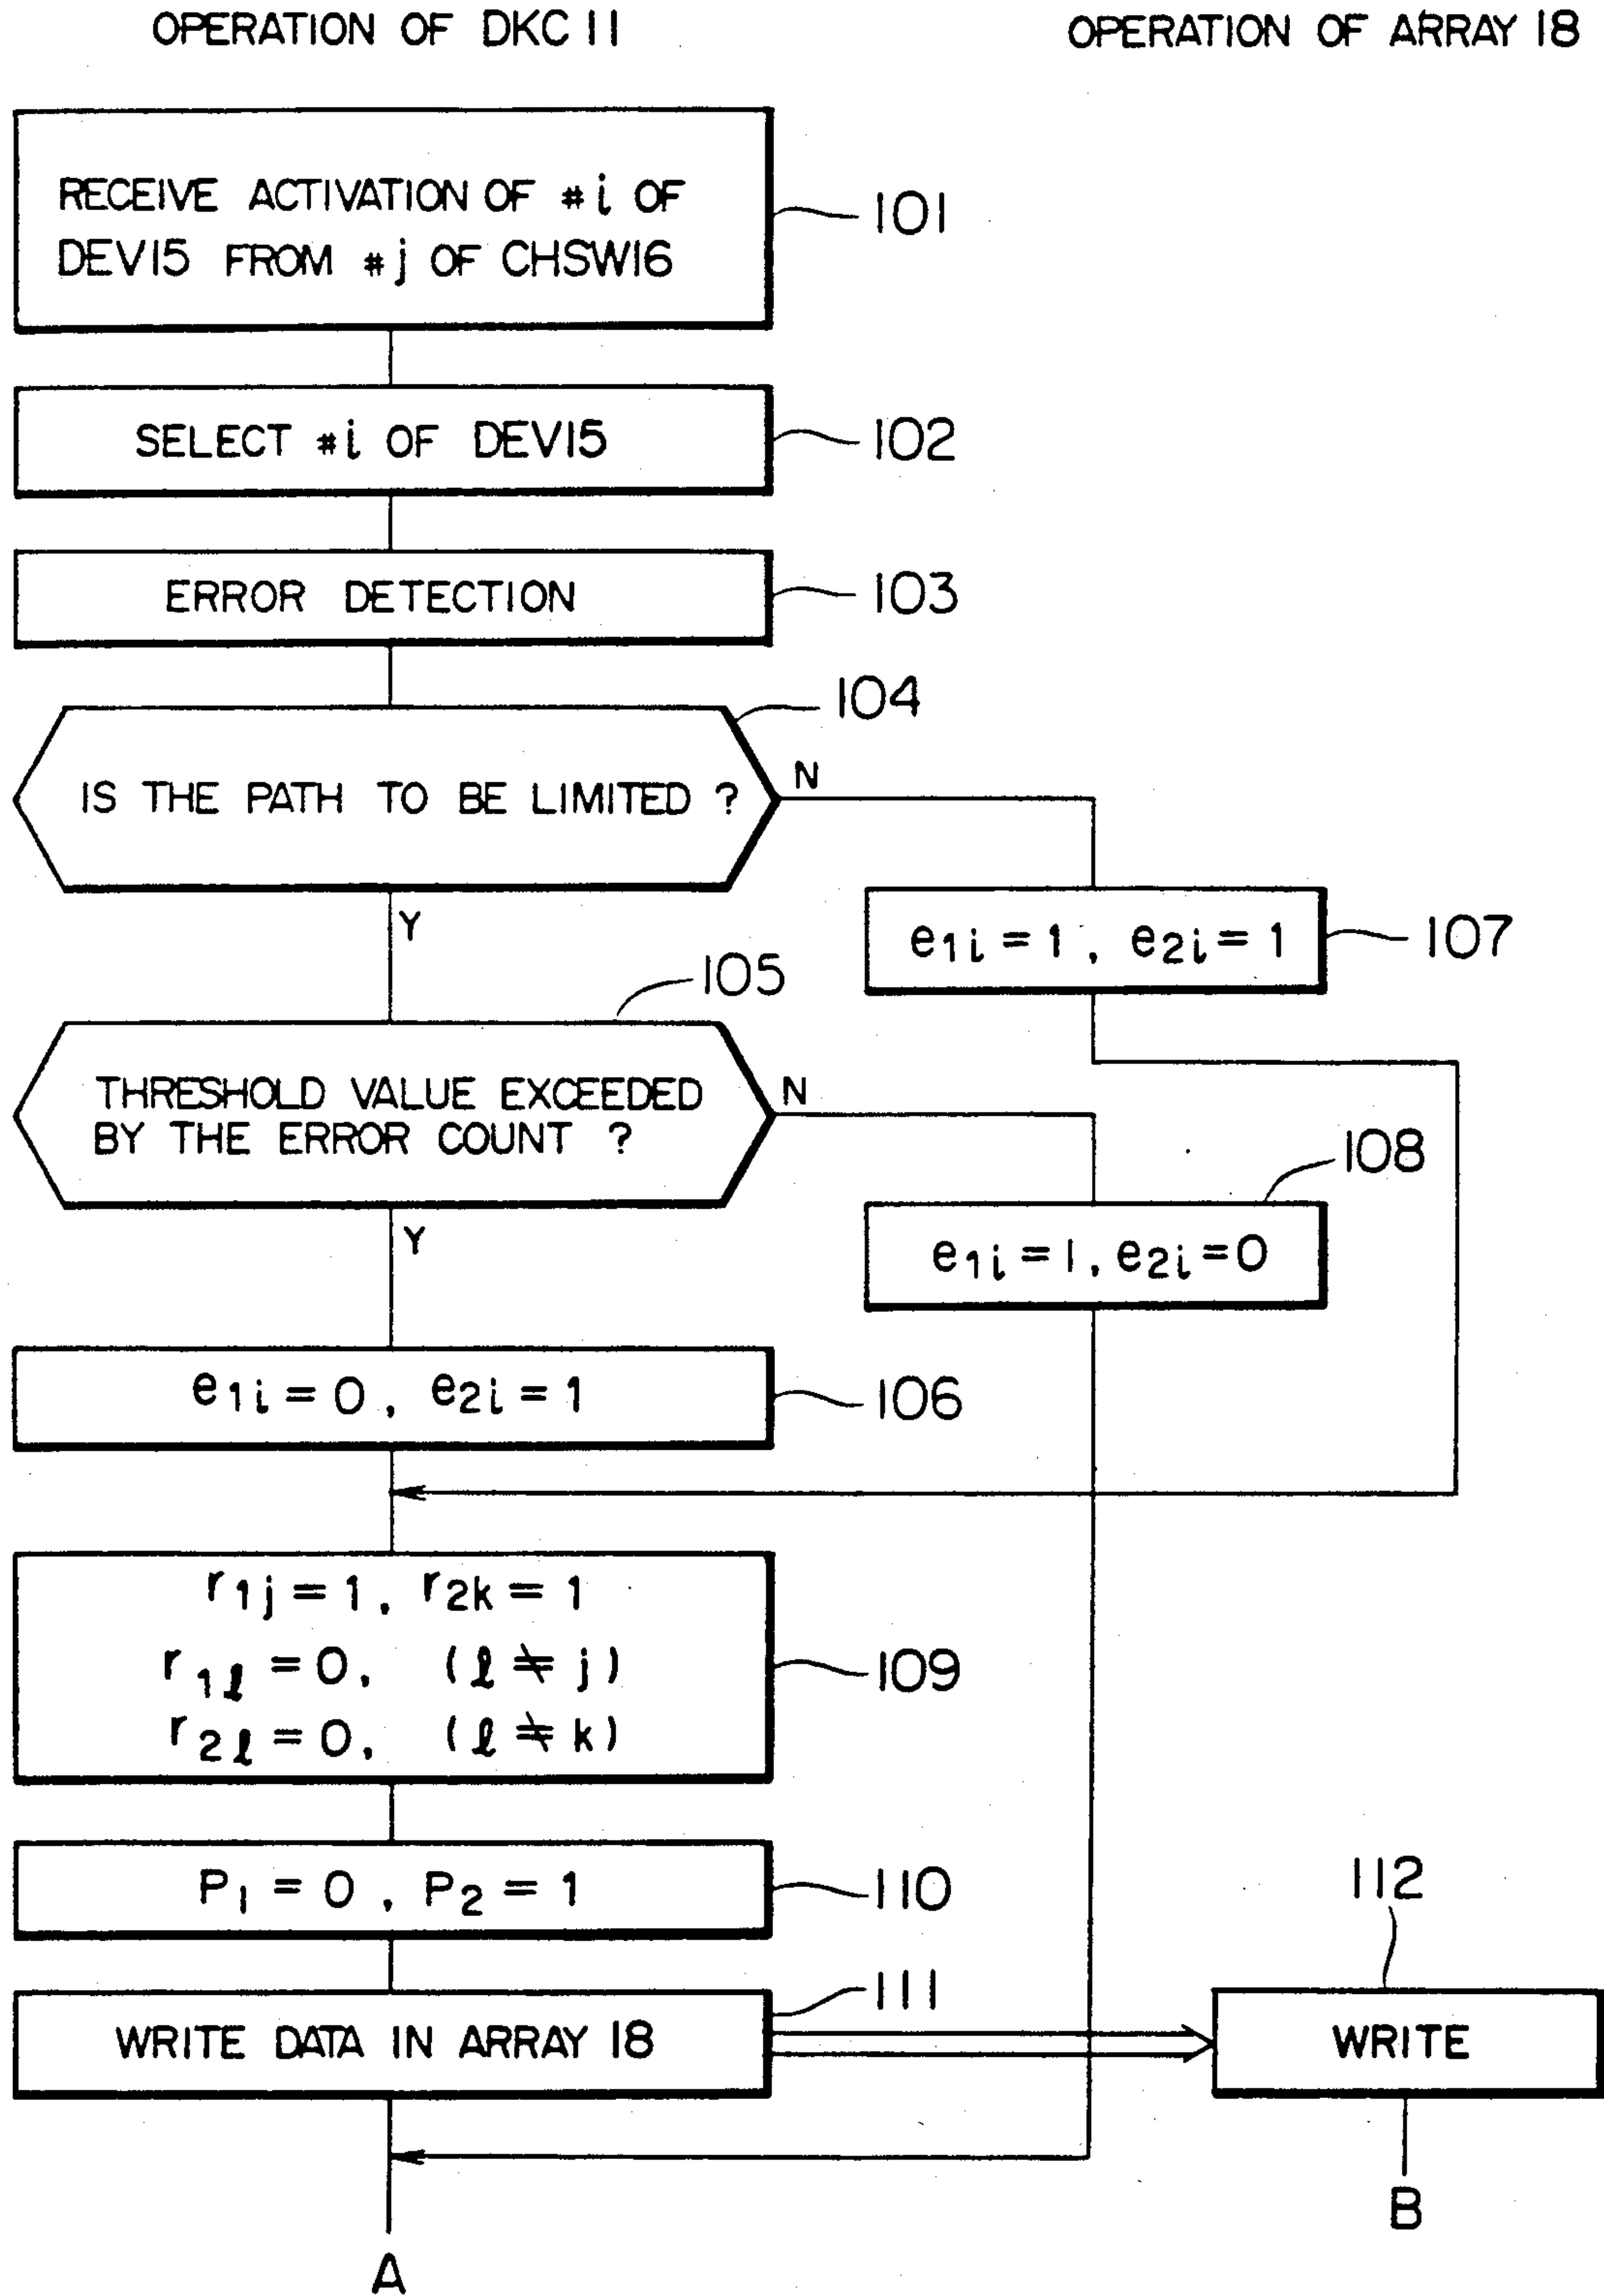 OPERATION OF DKC 11
OPERATION OF ARRAY 18
RECEIVE ACTIVATION OF #i OF
DEV15 FROM #j OF CHSW16
101
SELECT #i OF DEV15
102
ERROR DETECTION
103
104
IS THE PATH TO BE LIMITED ?
N
Y
e1i = 1, e2i = 1
107
105
THRESHOLD VALUE EXCEEDED
BY THE ERROR COUNT ?
N
108
Y
e1i = 1, e2i = 0
e1i = 0, e2i = 1
106
r1j = 1, r2k = 1
r1ℓ = 0, (ℓ ≠ j)
r2ℓ = 0, (ℓ ≠ k)
109
P1 = 0, P2 = 1
110
112
111
WRITE DATA IN ARRAY 18
WRITE
B
A